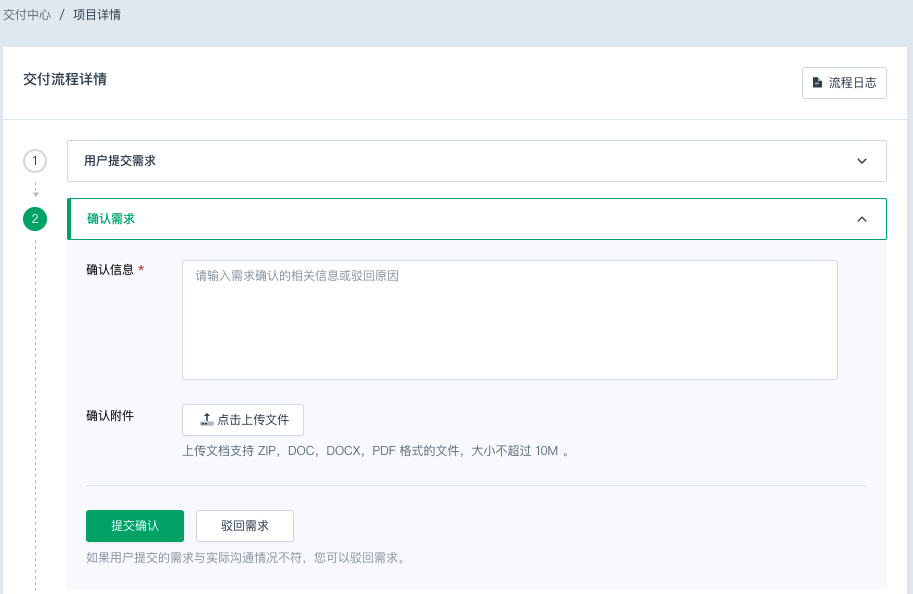 交付中心 / 项目详情
交付流程详情
流程日志
1
用户提交需求
2
确认需求
确认信息 *
请输入需求确认的相关信息或驳回原因
确认附件
点击上传文件
上传文档支持 ZIP，DOC，DOCX，PDF 格式的文件，大小不超过 10M 。
提交确认
驳回需求
如果用户提交的需求与实际沟通情况不符，您可以驳回需求。